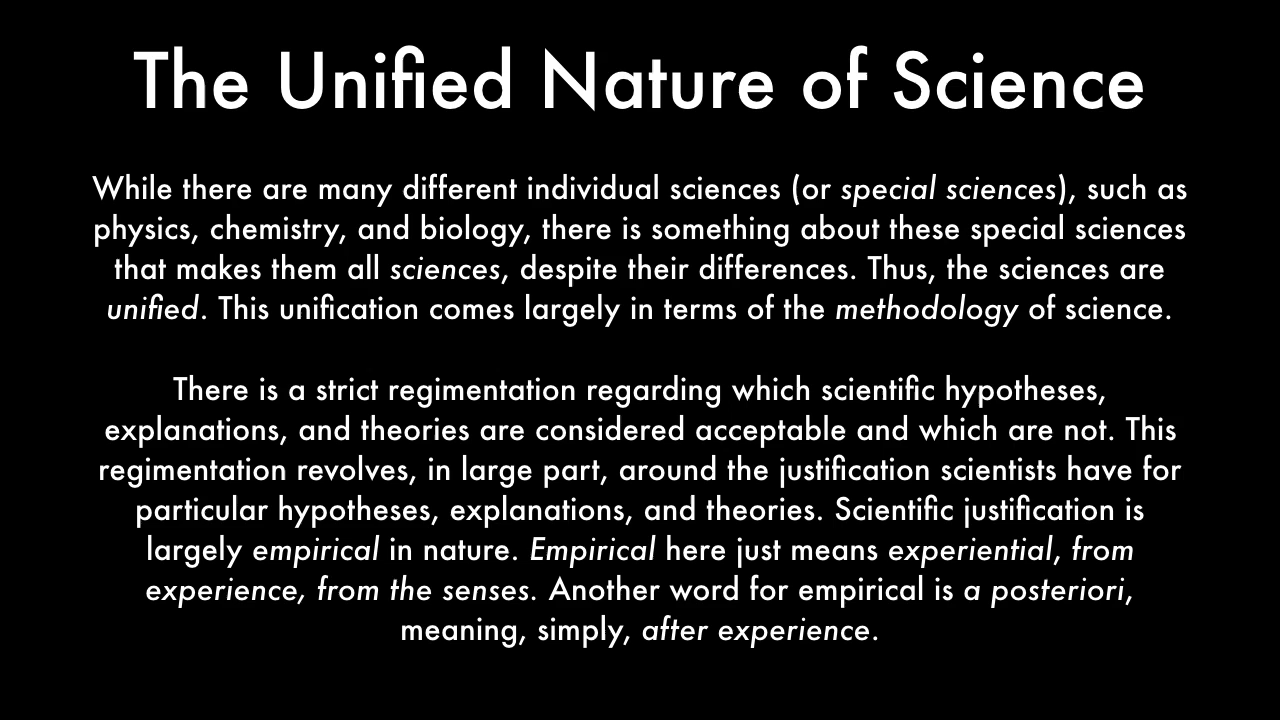 The Unified Nature of Science
While there are many different individual sciences (or special sciences), such as
physics, chemistry, and biology, there is something about these special sciences
that makes them all sciences, despite their differences. Thus, the sciences are
unified. This unification comes largely in terms of the methodology of science.
There is a strict regimentation regarding which scientific hypotheses,
explanations, and theories are considered acceptable and which are not. This
regimentation revolves, in large part, around the justification scientists have for
particular hypotheses, explanations, and theories. Scientific justification is
largely empirical in nature. Empirical here just means experiential, from
experience, from the senses. Another word for empirical is a posteriori,
meaning, simply, after experience.